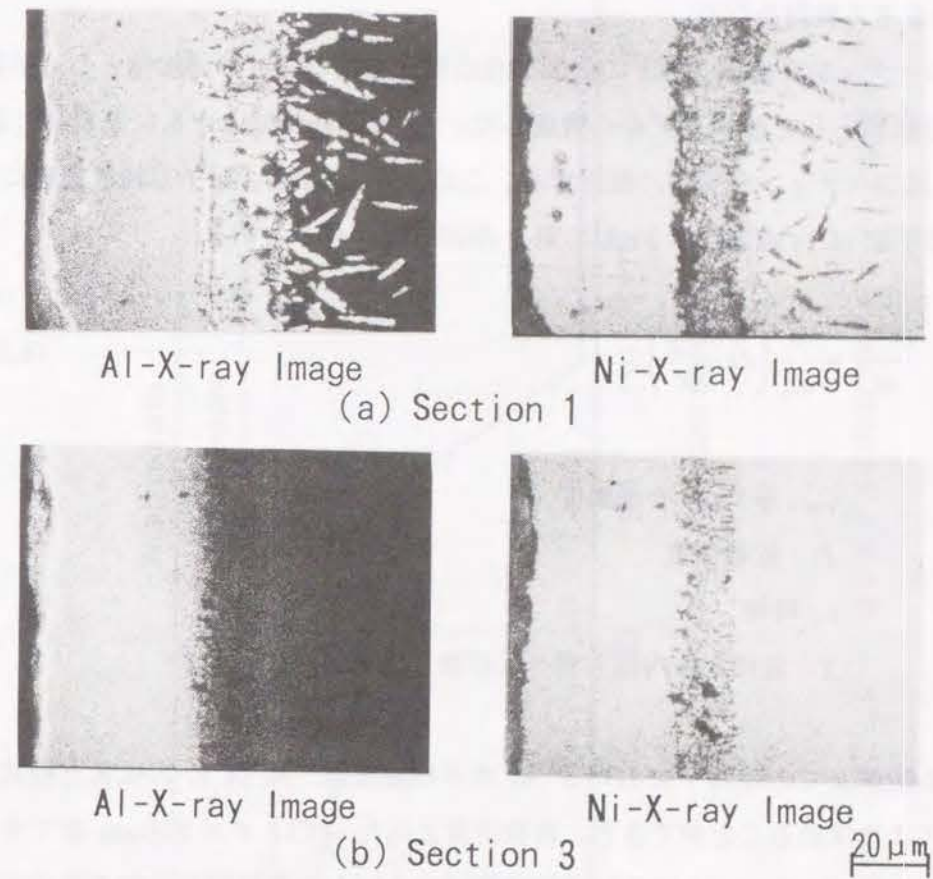 Al-X-ray Image Ni-X-ray Image
(a) Section 1
Al-X-ray Image Ni-X-ray Image
(b) Section 3
20μm